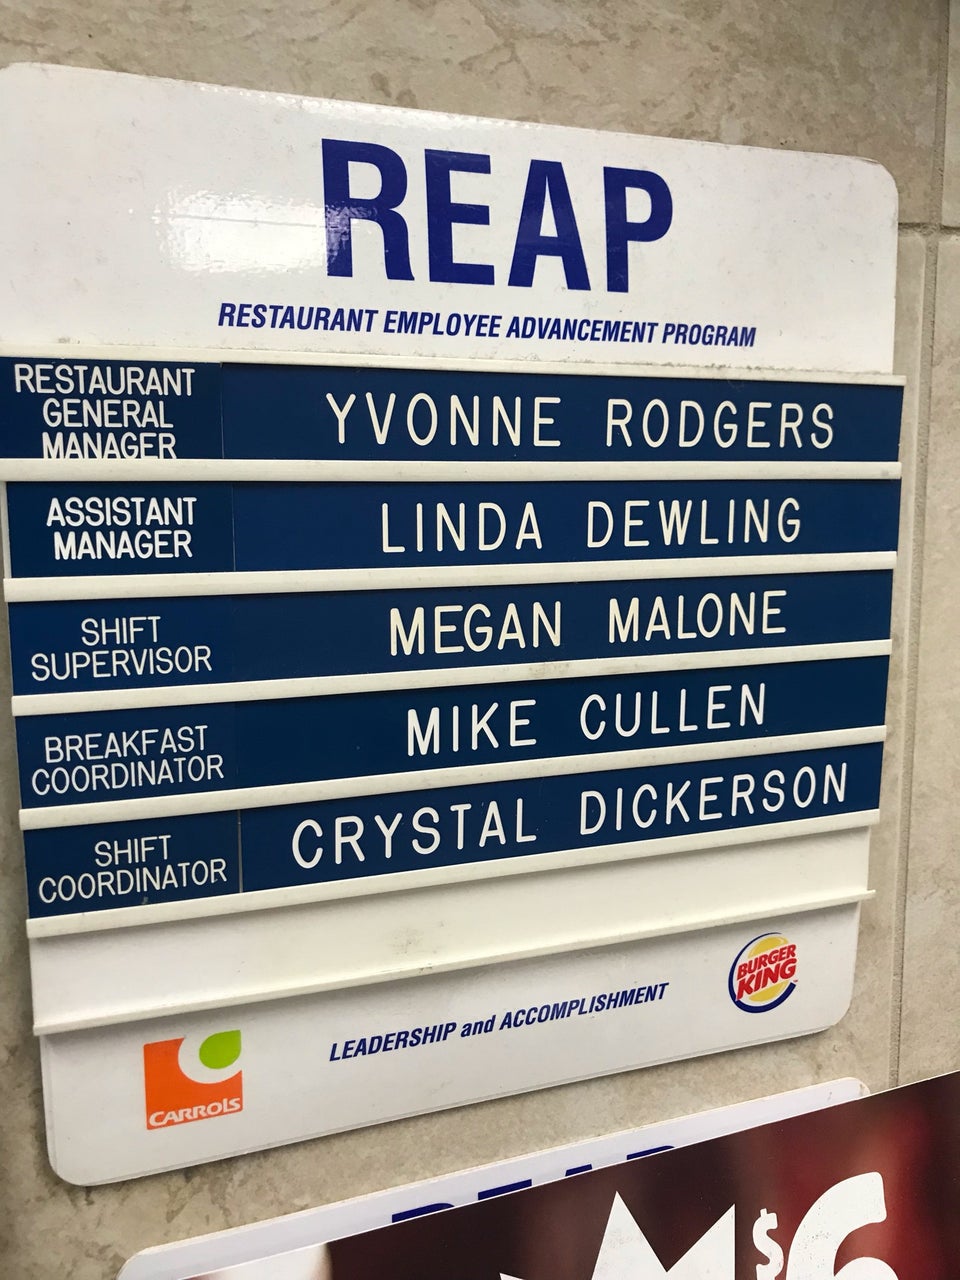 REAP
RESTAURANT EMPLOYEE ADVANCEMENT PROGRAM
RESTAURANT
GENERAL
MANAGER
YVONNE RODGERS
ASSISTANT
MANAGER
LINDA DEWLING
SHIFT
SUPERVISOR
MEGAN MALONE
BREAKFAST
COORDINATOR
MIKE CULLEN
SHIFT
COORDINATOR
CRYSTAL DICKERSON
LEADERSHIP and ACCOMPLISHMENT
BURGER
KING
CARROLS
$6